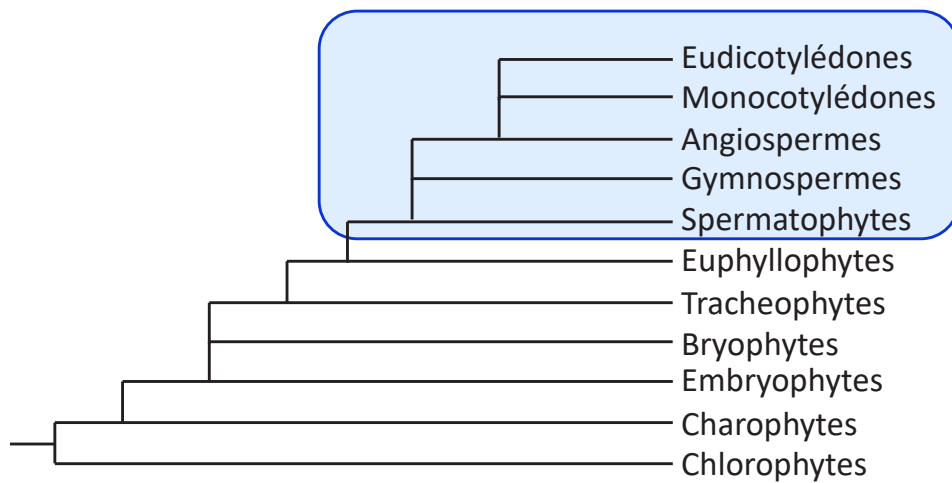 Eudicotylédones
Monocotylédones
Angiospermes
Gymnospermes
Spermatophytes
Euphyllophytes
Tracheophytes
Bryophytes
Embryophytes
Charophytes
Chlorophytes